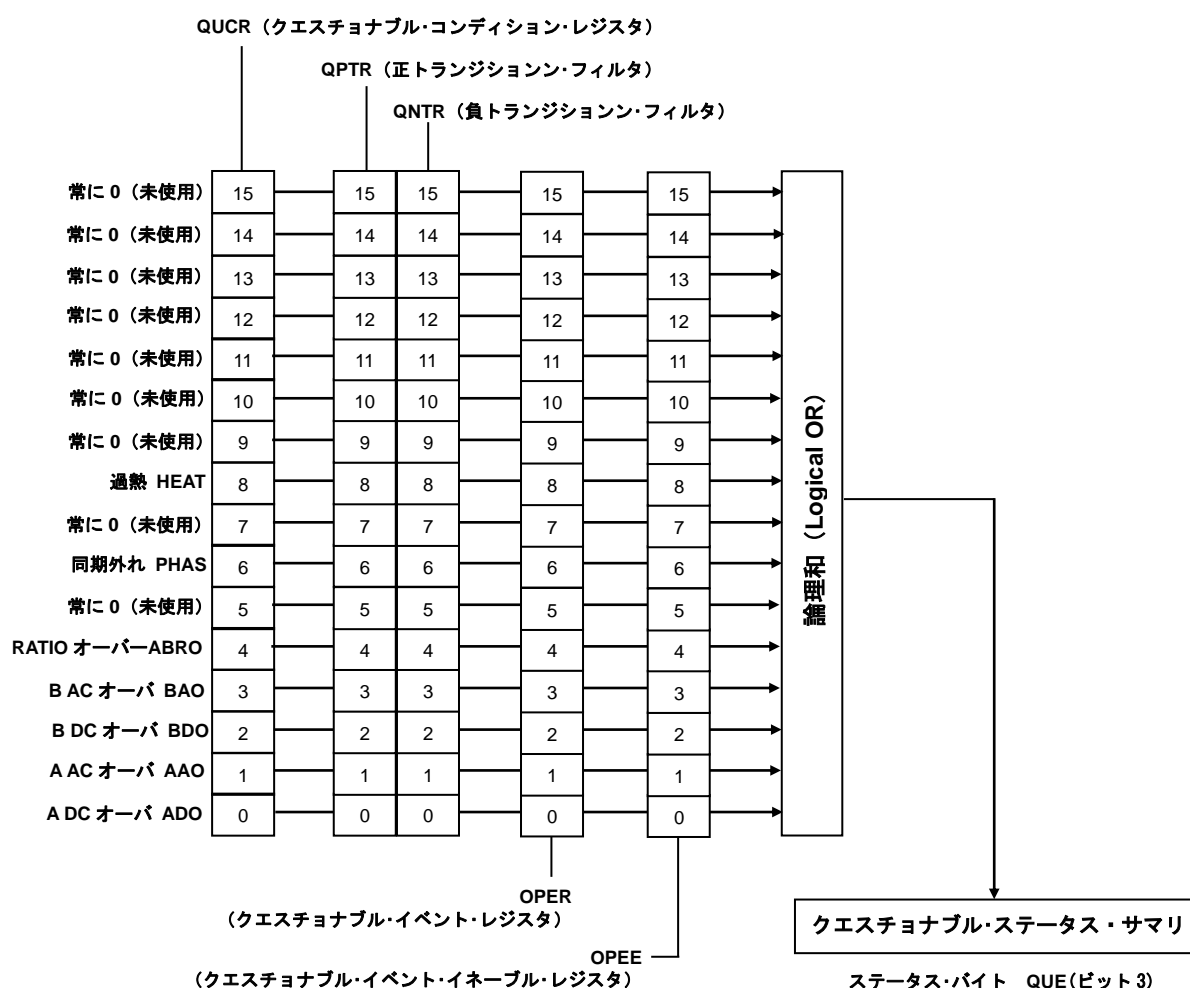 QUCR（クエスチョナブル･コンディション･レジスタ）
QPTR（正トランジションン･フィルタ）
QNTR（負トランジションン･フィルタ）
常に 0（未使用） 15 15 15 15 15
常に 0（未使用） 14 14 14 14 14
常に 0（未使用） 13 13 13 13 13
常に 0（未使用） 12 12 12 12 12
常に 0（未使用） 11 11 11 11 11
常に 0（未使用） 10 10 10 10 10
常に 0（未使用） 9 9 9 9 9
過熱 HEAT 8 8 8 8 8
常に 0（未使用） 7 7 7 7 7
同期外れ PHAS 6 6 6 6 6
常に 0（未使用） 5 5 5 5 5
RATIO オーバーABRO 4 4 4 4 4
B AC オーバ BAO 3 3 3 3 3
B DC オーバ BDO 2 2 2 2 2
A AC オーバ AAO 1 1 1 1 1
A DC オーバ ADO 0 0 0 0 0
論理和（Logical OR）
OPER
（クエスチョナブル･イベント･レジスタ）
OPEE
（クエスチョナブル･イベント･イネーブル･レジスタ）
クエスチョナブル･ステータス・サマリ
ステータス･バイト QUE(ビット 3)